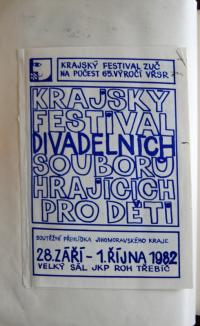 KRAJSKÝ FESTIVAL ZUČ
NA POČEST 65. VÝROČÍ VŘSR
KRAJSKÝ
FESTIVAL
DIVADELNÍCH
SOUBORŮ
HRAJÍCÍCH
PRO DĚTI
SOUTĚŽNÍ PŘEHLÍDKA JIHOMORAVSKÉHO KRAJE
28. ZÁŘÍ - 1. ŘÍJNA 1982
VELKÝ SÁL JKP ROH TŘEBÍČ